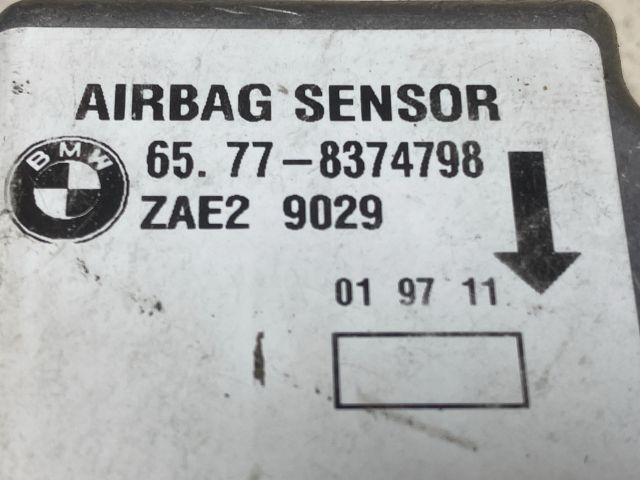 AIRBAG SENSOR
BMW
65. 77-8374798
ZAE2 9029
01 97 11